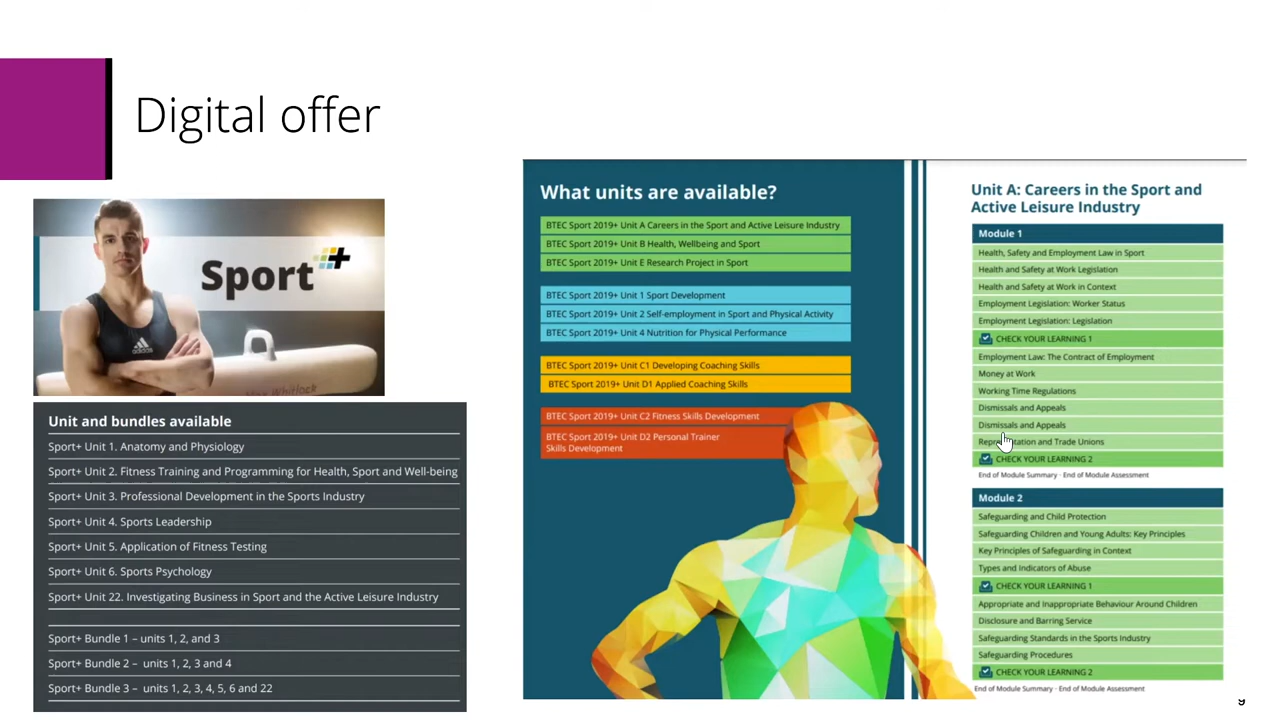 Digital offer
Sport+
adidas
Max Whitlock
Unit and bundles available
Sport+ Unit 1. Anatomy and Physiology
Sport+ Unit 2. Fitness Training and Programming for Health, Sport and Well-being
Sport+ Unit 3. Professional Development in the Sports Industry
Sport+ Unit 4. Sports Leadership
Sport+ Unit 5. Application of Fitness Testing
Sport+ Unit 6. Sports Psychology
Sport+ Unit 22. Investigating Business in Sport and the Active Leisure Industry
Sport+ Bundle 1 – units 1, 2, and 3
Sport+ Bundle 2 – units 1, 2, 3 and 4
Sport+ Bundle 3 – units 1, 2, 3, 4, 5, 6 and 22
What units are available?
BTEC Sport 2019+ Unit A Careers in the Sport and Active Leisure Industry
BTEC Sport 2019+ Unit B Health, Wellbeing and Sport
BTEC Sport 2019+ Unit E Research Project in Sport
BTEC Sport 2019+ Unit 1 Sport Development
BTEC Sport 2019+ Unit 2 Self-employment in Sport and Physical Activity
BTEC Sport 2019+ Unit 4 Nutrition for Physical Performance
BTEC Sport 2019+ Unit C1 Developing Coaching Skills
BTEC Sport 2019+ Unit D1 Applied Coaching Skills
BTEC Sport 2019+ Unit C2 Fitness Skills Development
BTEC Sport 2019+ Unit D2 Personal Trainer
Skills Development
Unit A: Careers in the Sport and
Active Leisure Industry
Module 1
Health, Safety and Employment Law in Sport
Health and Safety at Work Legislation
Health and Safety at Work in Context
Employment Legislation: Worker Status
Employment Legislation: Legislation
CHECK YOUR LEARNING 1
Employment Law: The Contract of Employment
Money at Work
Working Time Regulations
Dismissals and Appeals
Dismissals and Appeals
Representation and Trade Unions
CHECK YOUR LEARNING 2
End of Module Summary · End of Module Assessment
Module 2
Safeguarding and Child Protection
Safeguarding Children and Young Adults: Key Principles
Key Principles of Safeguarding in Context
Types and Indicators of Abuse
CHECK YOUR LEARNING 1
Appropriate and Inappropriate Behaviour Around Children
Disclosure and Barring Service
Safeguarding Standards in the Sports Industry
Safeguarding Procedures
CHECK YOUR LEARNING 2
End of Module Summary · End of Module Assessment
9